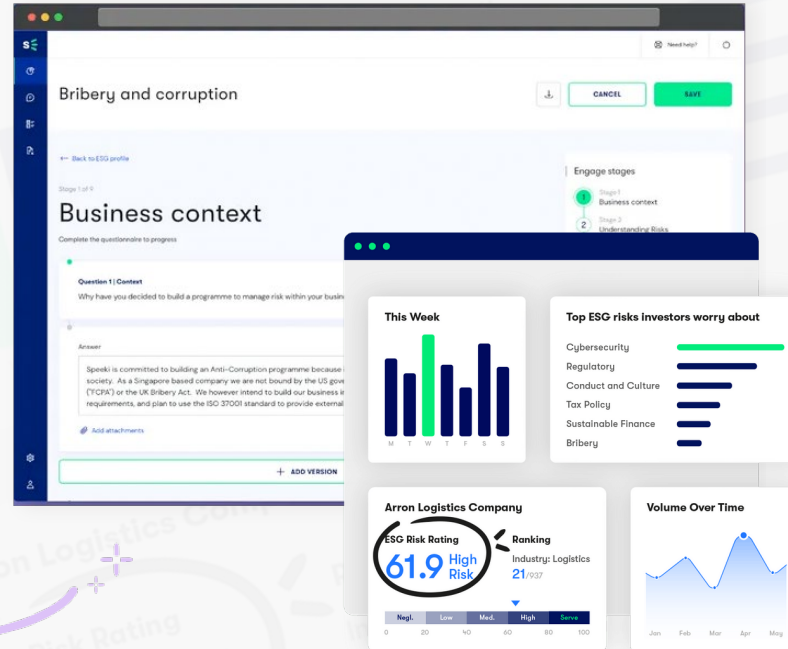 Need help?
Bribery and corruption
CANCEL
SAVE
Back to ESG profile
Stage 1 of 9
Business context
Complete the questionnaire to progress
Engage stages
1
Stage 1
Business context
2
Stage 2
Understanding Risks
Question 1 | Context
Why have you decided to build a programme to manage risk within your
Answer
Speeki is committed to building an Anti-Corruption programme because
society. As a Singapore based company we are not bound by the US
("FCPA") or the UK Bribery Act. We however intend to build our business
requirements, and plan to use the ISO 37001 standard to provide
Add attachments
+ ADD VERSION
This Week
M T W T F S S
Top ESG risks investors worry about
Cybersecurity
Regulatory
Conduct and Culture
Tax Policy
Sustainable Finance
Bribery
Arron Logistics Company
ESG Risk Rating
61.9 High Risk
Ranking
Industry: Logistics
21/937
Negl. Low Med. High Serve
0 20 40 60 80 100
Volume Over Time
Jan Feb Mar Apr May
on Logistics
Risk Rating